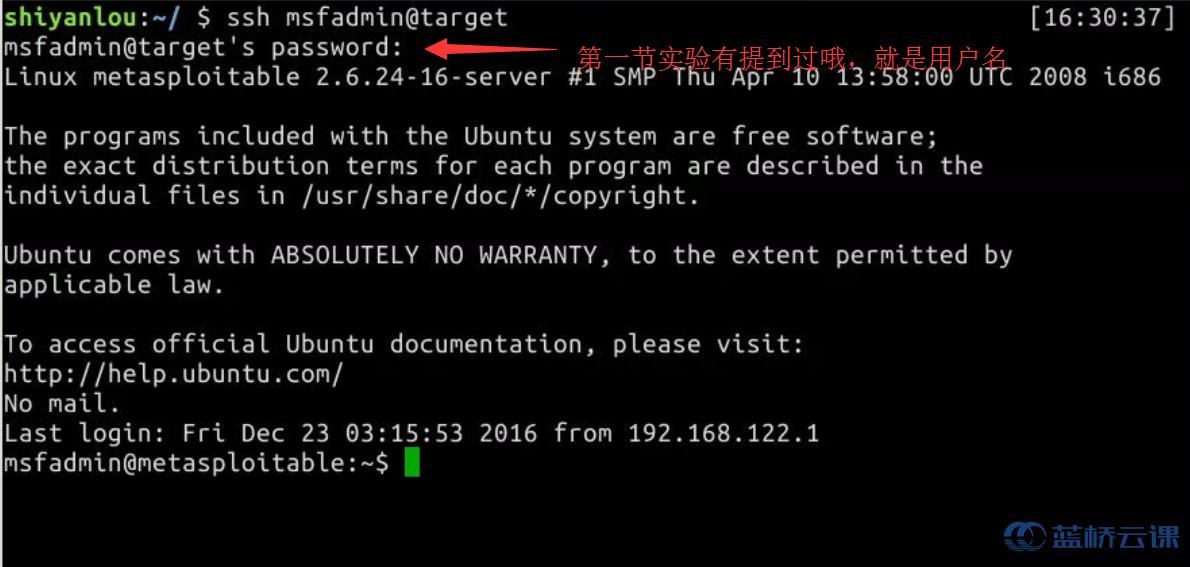 shiyanlou:~/ $ ssh msfadmin@target [16:30:37]
msfadmin@target's password:
第一节实验有提到过哦，就是用户名
Linux metasploitable 2.6.24-16-server #1 SMP Thu Apr 10 13:58:00 UTC 2008 i686
The programs included with the Ubuntu system are free software;
the exact distribution terms for each program are described in the
individual files in /usr/share/doc/*/copyright.
Ubuntu comes with ABSOLUTELY NO WARRANTY, to the extent permitted by
applicable law.
To access official Ubuntu documentation, please visit:
http://help.ubuntu.com/
No mail.
Last login: Fri Dec 23 03:15:53 2016 from 192.168.122.1
msfadmin@metasploitable:~$
蓝桥云课